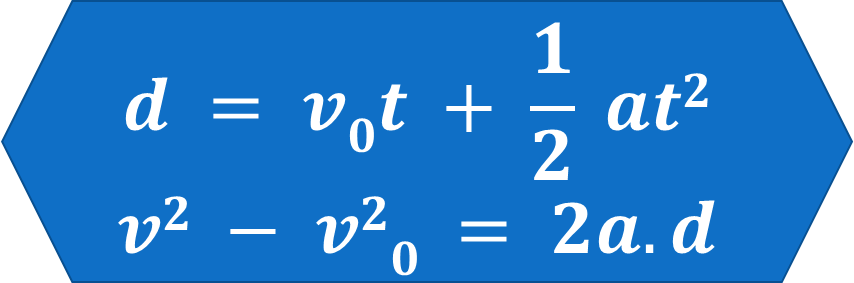 d = v₀t + 1/2 at²
v² − v²₀ = 2a.d